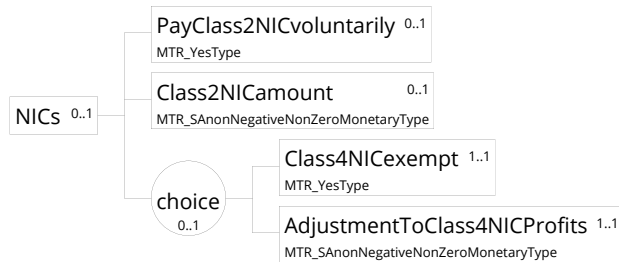 PayClass2NICvoluntarily 0..1
MTR_YesType
Class2NICamount 0..1
MTR_SAnonNegativeNonZeroMonetaryType
NICs 0..1
Class4NICexempt 1..1
MTR_YesType
choice
0..1
AdjustmentToClass4NICProfits 1..1
MTR_SAnonNegativeNonZeroMonetaryType